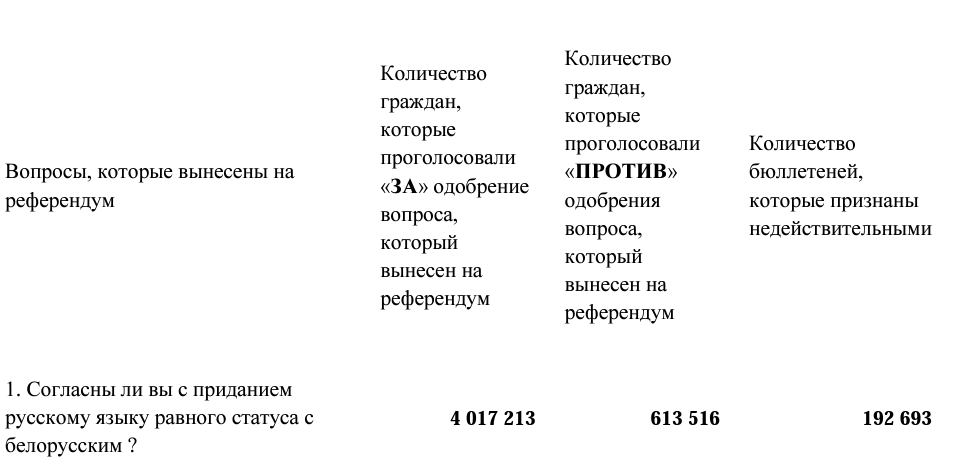 Вопросы, которые вынесены на
референдум
Количество
граждан,
которые
проголосовали
«ЗА» одобрение
вопроса,
который
вынесен на
референдум
Количество
граждан,
которые
проголосовали
«ПРОТИВ»
одобрения
вопроса,
который
вынесен на
референдум
Количество
бюллетеней,
которые признаны
недействительными
1. Согласны ли вы с приданием
русскому языку равного статуса с
белорусским ?
4 017 213
613 516
192 693